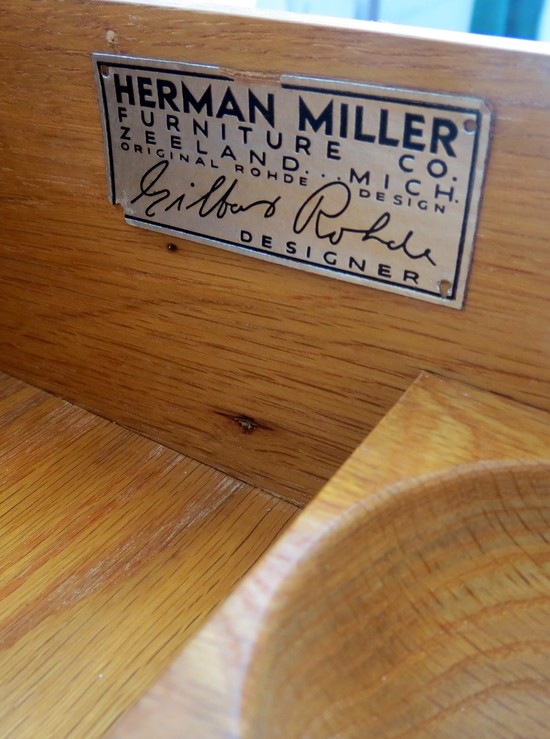 HERMAN MILLER
FURNITURE CO.
ZEELAND...MICH.
ORIGINAL ROHDE DESIGN
Gilbert Rohde
DESIGNER